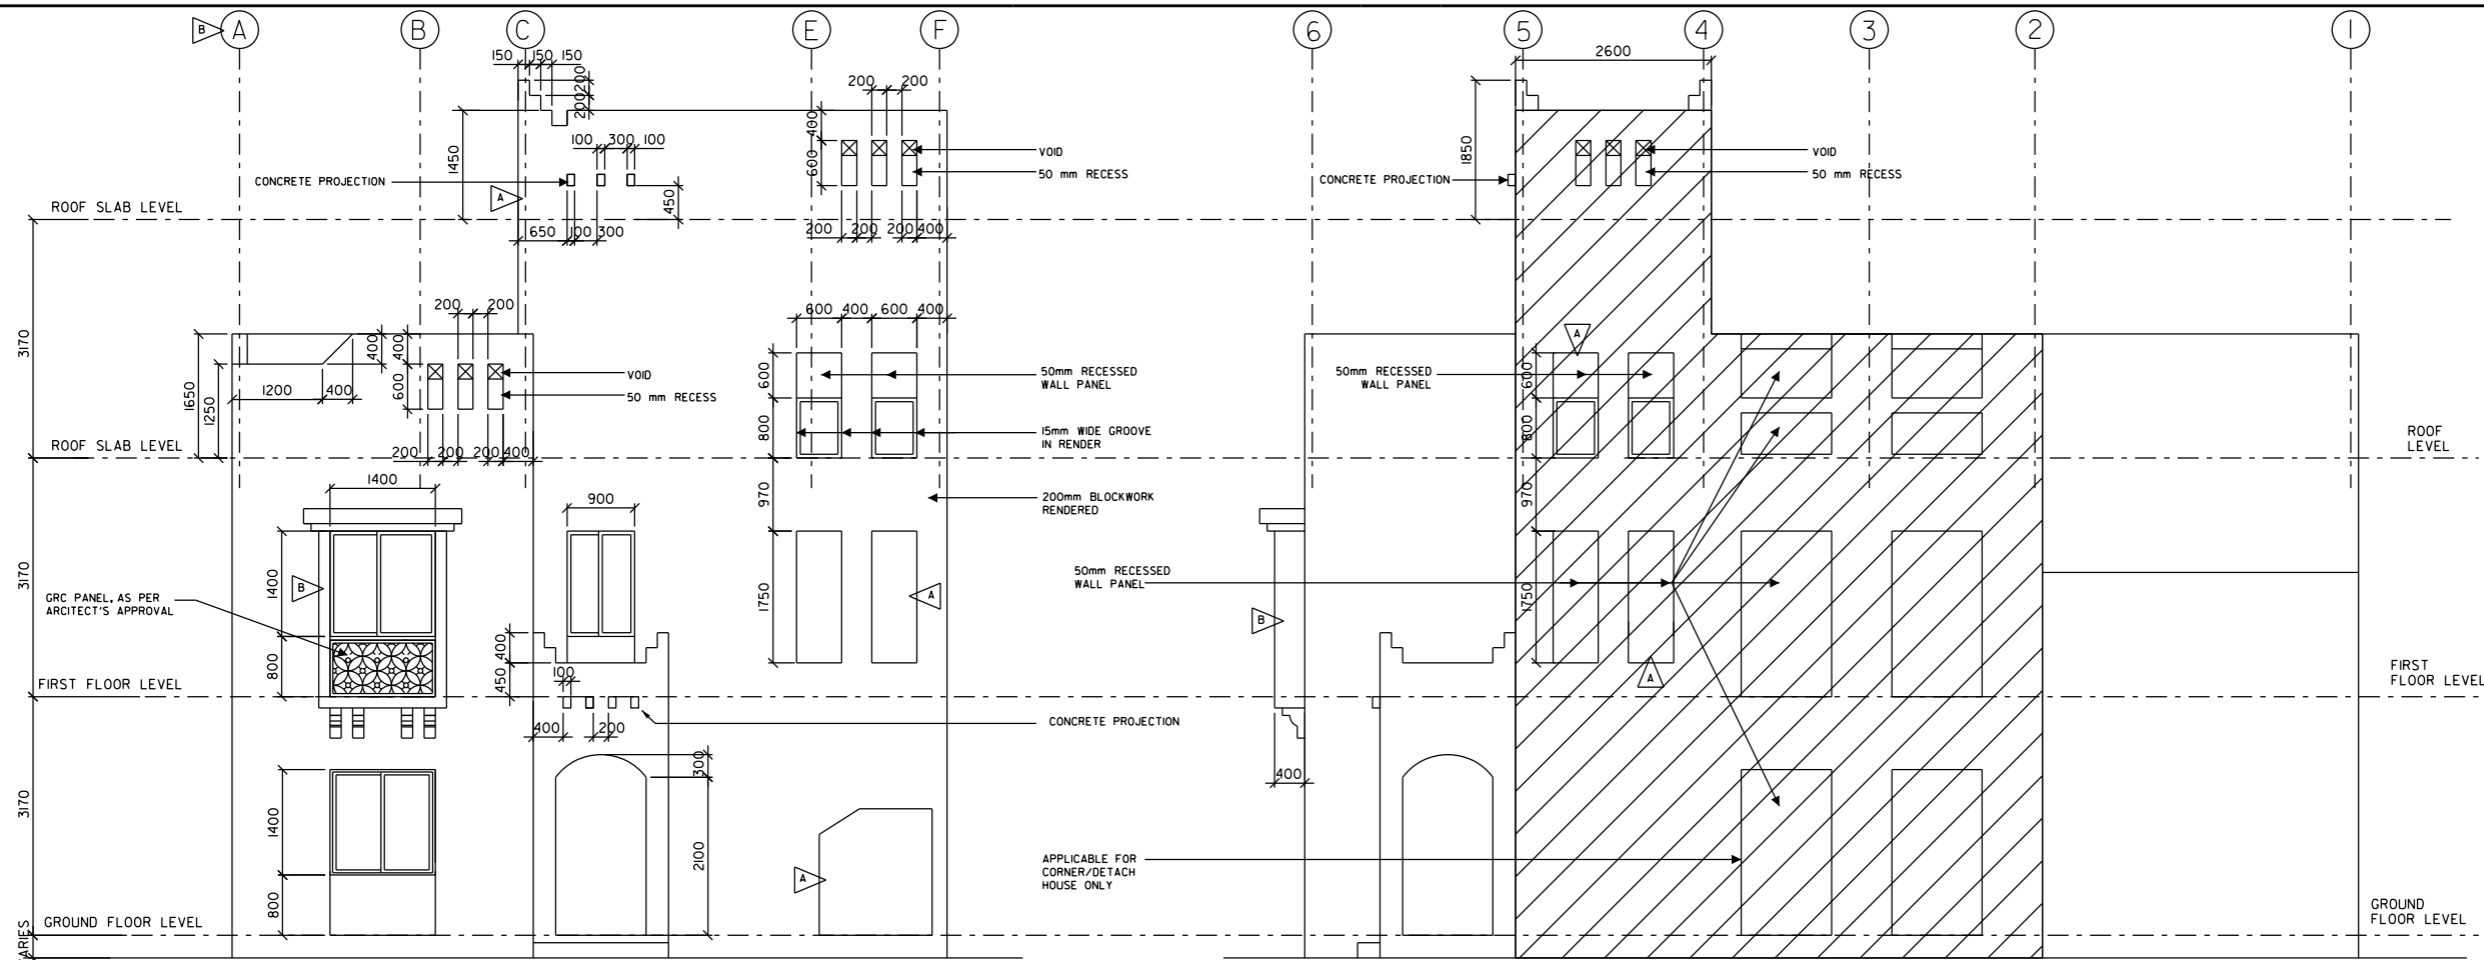 B A B C E F 6 5 4 3 2 1
150 150 150
2600
200
200
200 200
1450
400
600
100 300 100
VOID
50 mm RECESS
CONCRETE PROJECTION
A
450
1850
VOID
50 mm RECESS
CONCRETE PROJECTION
ROOF SLAB LEVEL
650 100 300
200 200 200 400
3170
200 200
1650
1250
400
400
600
1200 400
VOID
50 mm RECESS
600 400 600 400
600
50mm RECESSED
WALL PANEL
800
15mm WIDE GROOVE
IN RENDER
A
50mm RECESSED
WALL PANEL
600
800
ROOF SLAB LEVEL
200 200 200 400
ROOF
LEVEL
3170
1400
900
970
200mm BLOCKWORK
RENDERED
970
1400
B
GRC PANEL, AS PER
ARCITECT'S APPROVAL
800
400
450
1750
A
50mm RECESSED
WALL PANEL
B
1750
A
FIRST FLOOR LEVEL
100
FIRST
FLOOR LEVEL
400 200
CONCRETE PROJECTION
3170
300
400
1400
2100
800
A
APPLICABLE FOR
CORNER/DETACH
HOUSE ONLY
GROUND FLOOR LEVEL
GROUND
FLOOR LEVEL